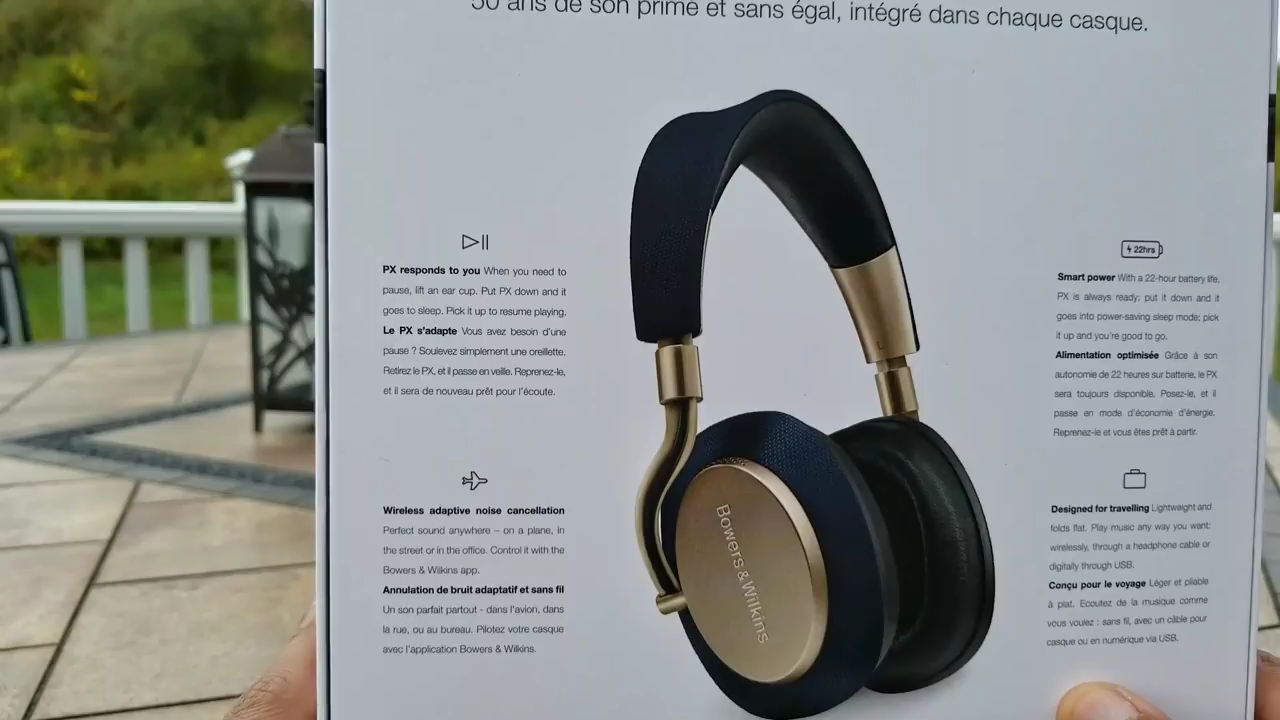 50 ans de son primé et sans égal, intégré dans chaque casque.
PX responds to you When you need to
pause, lift an ear cup. Put PX down and it
goes to sleep. Pick it up to resume playing.
Le PX s'adapte Vous avez besoin d'une
pause ? Soulevez simplement une oreillette.
Retirez le PX, et il passe en veille. Reprenez-le,
et il sera de nouveau prêt pour l'écoute.
Wireless adaptive noise cancellation
Perfect sound anywhere – on a plane, in
the street or in the office. Control it with the
Bowers & Wilkins app.
Annulation de bruit adaptatif et sans fil
Un son parfait partout - dans l'avion, dans
la rue, ou au bureau. Pilotez votre casque
avec l'application Bowers & Wilkins.
L
Bowers & Wilkins
22hrs
Smart power With a 22-hour battery life,
PX is always ready: put it down and it
goes into power-saving sleep mode; pick
it up and you're good to go.
Alimentation optimisée Grâce à son
autonomie de 22 heures sur batterie, le PX
sera toujours disponible. Posez-le, et il
passe en mode d'économie d'énergie.
Reprenez-le et vous êtes prêt à partir.
Designed for travelling Lightweight and
folds flat. Play music any way you want:
wirelessly, through a headphone cable or
digitally through USB.
Conçu pour le voyage Léger et pliable
à plat. Ecoutez de la musique comme
vous voulez : sans fil, avec un câble pour
casque ou en numérique via USB.